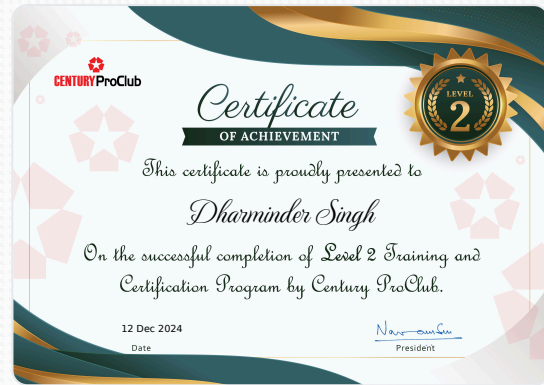 CENTURY ProClub
LEVEL
2
Certificate
OF ACHIEVEMENT
This certificate is proudly presented to
Dharminder Singh
On the successful completion of Level 2 Training and
Certification Program by Century ProClub.
12 Dec 2024
Date
President